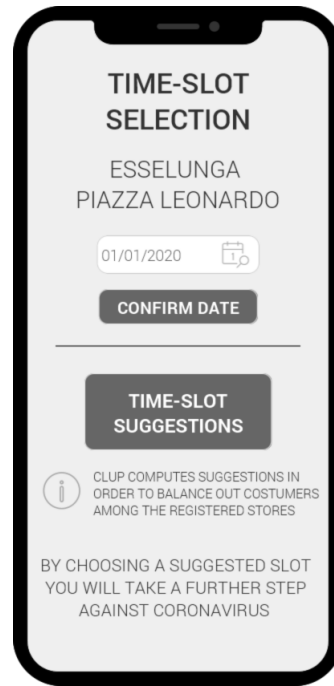 TIME-SLOT
SELECTION
ESSELUNGA
PIAZZA LEONARDO
01/01/2020
CONFIRM DATE
TIME-SLOT
SUGGESTIONS
CLUP COMPUTES SUGGESTIONS IN
ORDER TO BALANCE OUT COSTUMERS
AMONG THE REGISTERED STORES
BY CHOOSING A SUGGESTED SLOT
YOU WILL TAKE A FURTHER STEP
AGAINST CORONAVIRUS